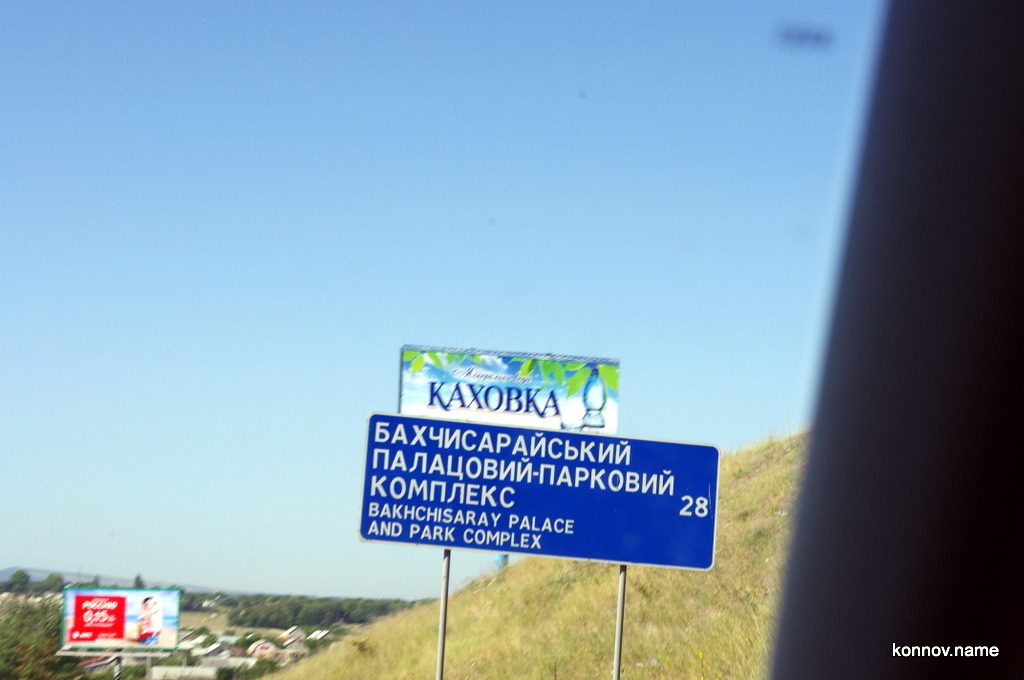 КАХОВКА
БАХЧИСАРАЙСЬКИЙ
ПАЛАЦОВИЙ-ПАРКОВИЙ
КОМПЛЕКС
28
BAKHCHISARAY PALACE
AND PARK COMPLEX
konnov.name